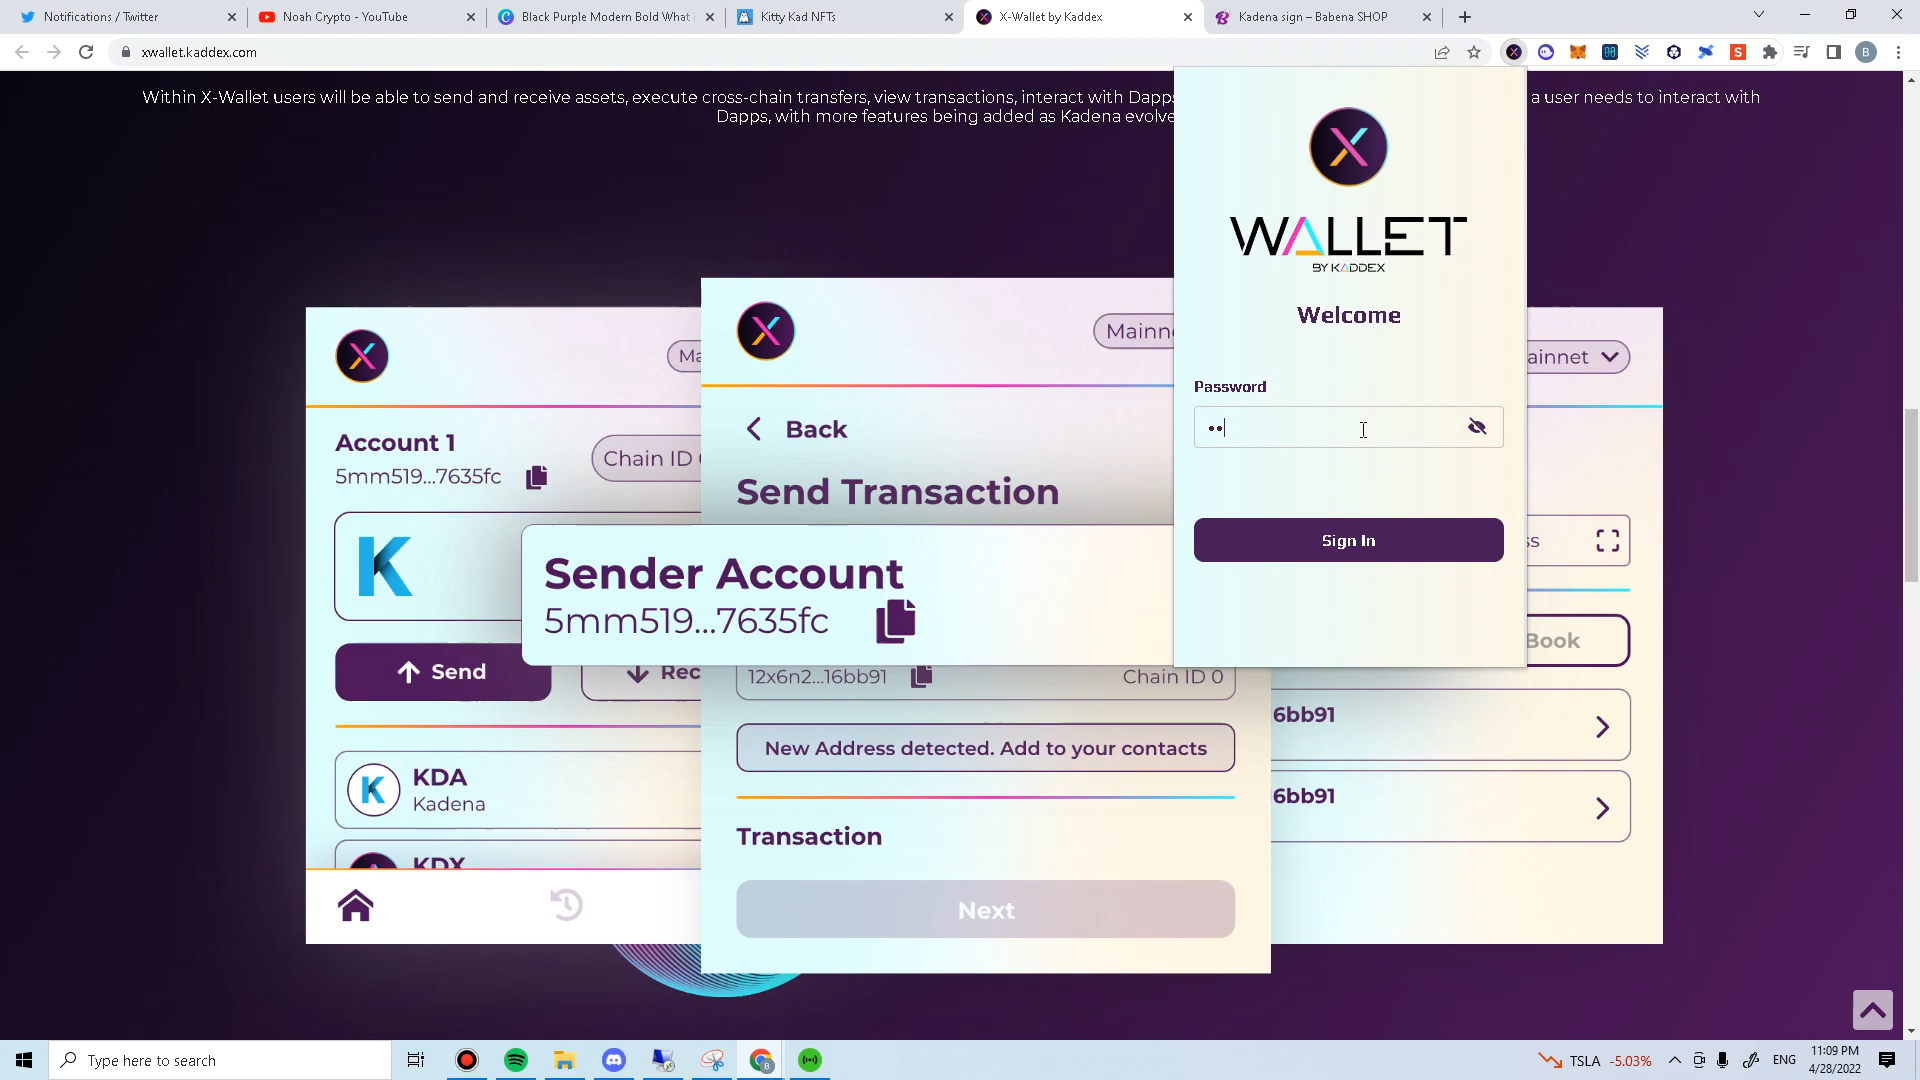 Notifications / Twitter
Noah Crypto - YouTube
Black Purple Modern Bold What i
Kitty Kad NFTs
X-Wallet by Kaddex
Kadena sign – Babena SHOP
xwallet.kaddex.com
B
Within X-Wallet users will be able to send and receive assets, execute cross-chain transfers, view transactions, interact with Dapps
a user needs to interact with
Dapps, with more features being added as Kadena evolve
X
WALLET
BY KADDEX
Welcome
Password
Sign In
Ma
Account 1
5mm519...7635fc
Chain ID
Send
Rec
KDA
Kadena
KDX
Mainn
Back
Send Transaction
Sender Account
5mm519...7635fc
12x6n2...16bb91
Chain ID 0
New Address detected. Add to your contacts
Transaction
Next
ainnet
ss
Book
6bb91
6bb91
Type here to search
TSLA -5.03%
ENG
11:09 PM
4/28/2022